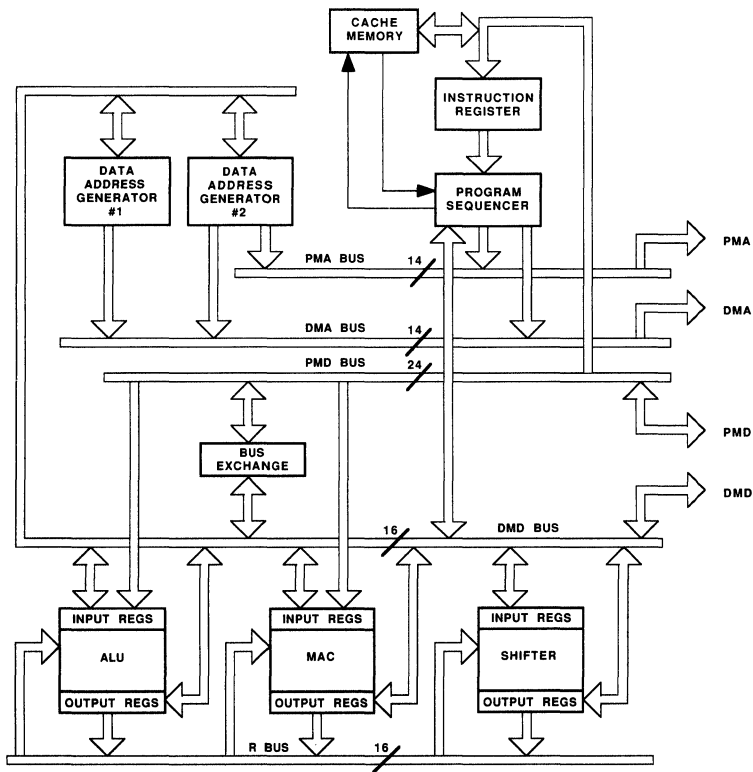 CACHE
MEMORY
INSTRUCTION
REGISTER
DATA
ADDRESS
GENERATOR
#1
DATA
ADDRESS
GENERATOR
#2
PROGRAM
SEQUENCER
PMA BUS 14
PMA
DMA BUS 14
DMA
PMD BUS 24
PMD
BUS
EXCHANGE
DMD
16 DMD BUS
INPUT REGS
ALU
OUTPUT REGS
INPUT REGS
MAC
OUTPUT REGS
INPUT REGS
SHIFTER
OUTPUT REGS
R BUS 16